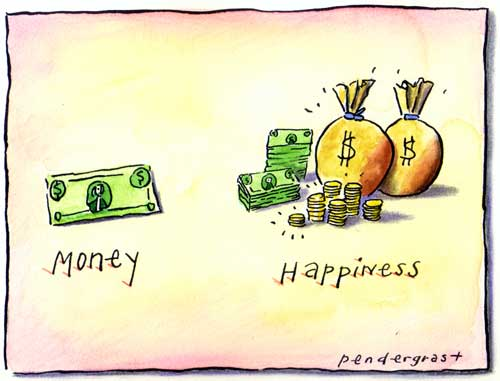 $ $
$ $
Money
Happiness
pendergrast